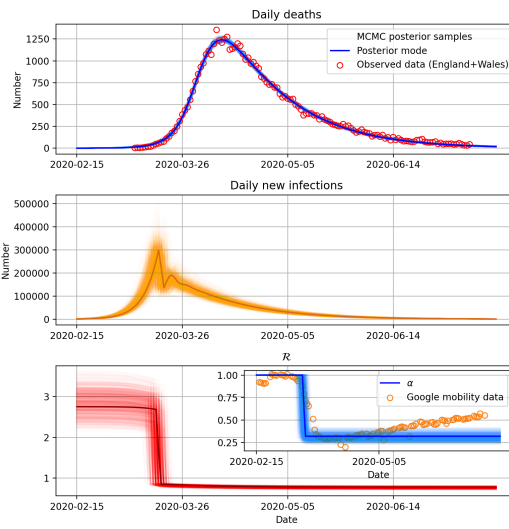 Daily deaths
1250
1000
750
500
250
0
Number
MCMC posterior samples
Posterior mode
Observed data (England+Wales)
2020-02-15
2020-03-26
2020-05-05
2020-06-14
Daily new infections
500000
400000
300000
200000
100000
0
Number
2020-02-15
2020-03-26
2020-05-05
2020-06-14
ℛ
3
2
1
1.00
0.75
0.50
0.25
α
Google mobility data
2020-02-15
2020-05-05
Date
2020-02-15
2020-03-26
2020-05-05
2020-06-14
Date